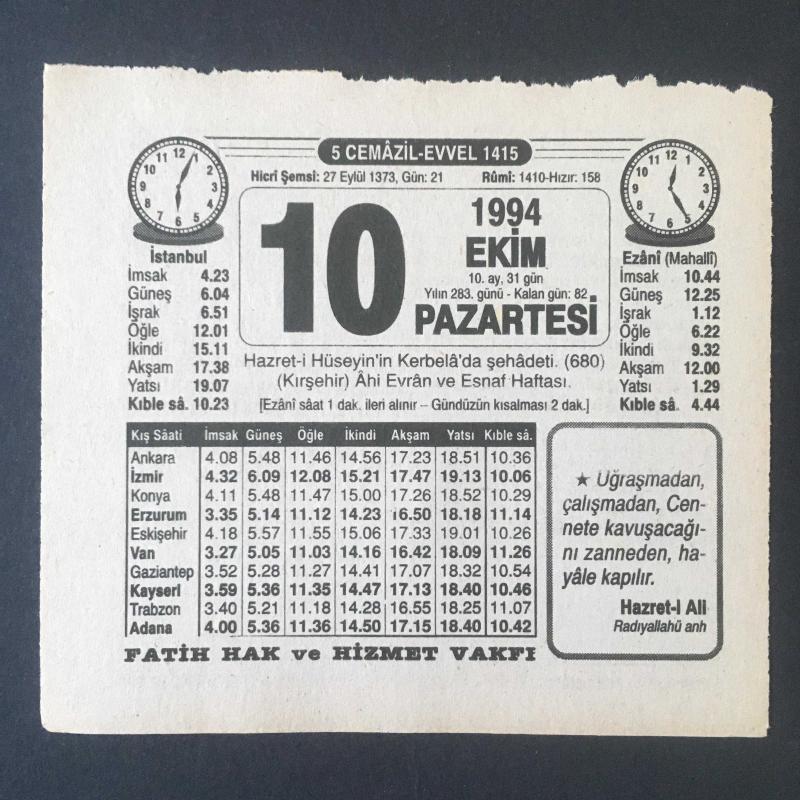 5 CEMÂZİL-EVVEL 1415
Hicrî Şemsî: 27 Eylül 1373, Gün: 21 Rûmî: 1410-Hızır: 158
10
1994
EKİM
10. ay, 31 gün
Yılın 283. günü - Kalan gün: 82
PAZARTESİ
İstanbul
İmsak 4.23
Güneş 6.04
İşrak 6.51
Öğle 12.01
İkindi 15.11
Akşam 17.38
Yatsı 19.07
Kıble sâ. 10.23
Ezânî (Mahallî)
İmsak 10.44
Güneş 12.25
İşrak 1.12
Öğle 6.22
İkindi 9.32
Akşam 12.00
Yatsı 1.29
Kıble sâ. 4.44
Hazret-i Hüseyin'in Kerbelâ'da şehâdeti. (680)
(Kırşehir) Âhi Evrân ve Esnaf Haftası.
[Ezânî sâat 1 dak. ileri alınır – Gündüzün kısalması 2 dak.]
Kış Sâati İmsak Güneş Öğle İkindi Akşam Yatsı Kıble sâ.
Ankara 4.08 5.48 11.46 14.56 17.23 18.51 10.36
İzmir 4.32 6.09 12.08 15.21 17.47 19.13 10.06
Konya 4.11 5.48 11.47 15.00 17.26 18.52 10.29
Erzurum 3.35 5.14 11.12 14.23 16.50 18.18 11.14
Eskişehir 4.18 5.57 11.55 15.06 17.33 19.01 10.26
Van 3.27 5.05 11.03 14.16 16.42 18.09 11.26
Gaziantep 3.52 5.28 11.27 14.41 17.07 18.32 10.54
Kayseri 3.59 5.36 11.35 14.47 17.13 18.40 10.46
Trabzon 3.40 5.21 11.18 14.28 16.55 18.25 11.07
Adana 4.00 5.36 11.36 14.50 17.15 18.40 10.42
FATİH HAK ve HİZMET VAKFI
★ Uğraşmadan,
çalışmadan, Cen-
nete kavuşacağı-
nı zanneden, ha-
yâle kapılır.
Hazret-i Ali
Radıyallahü anh